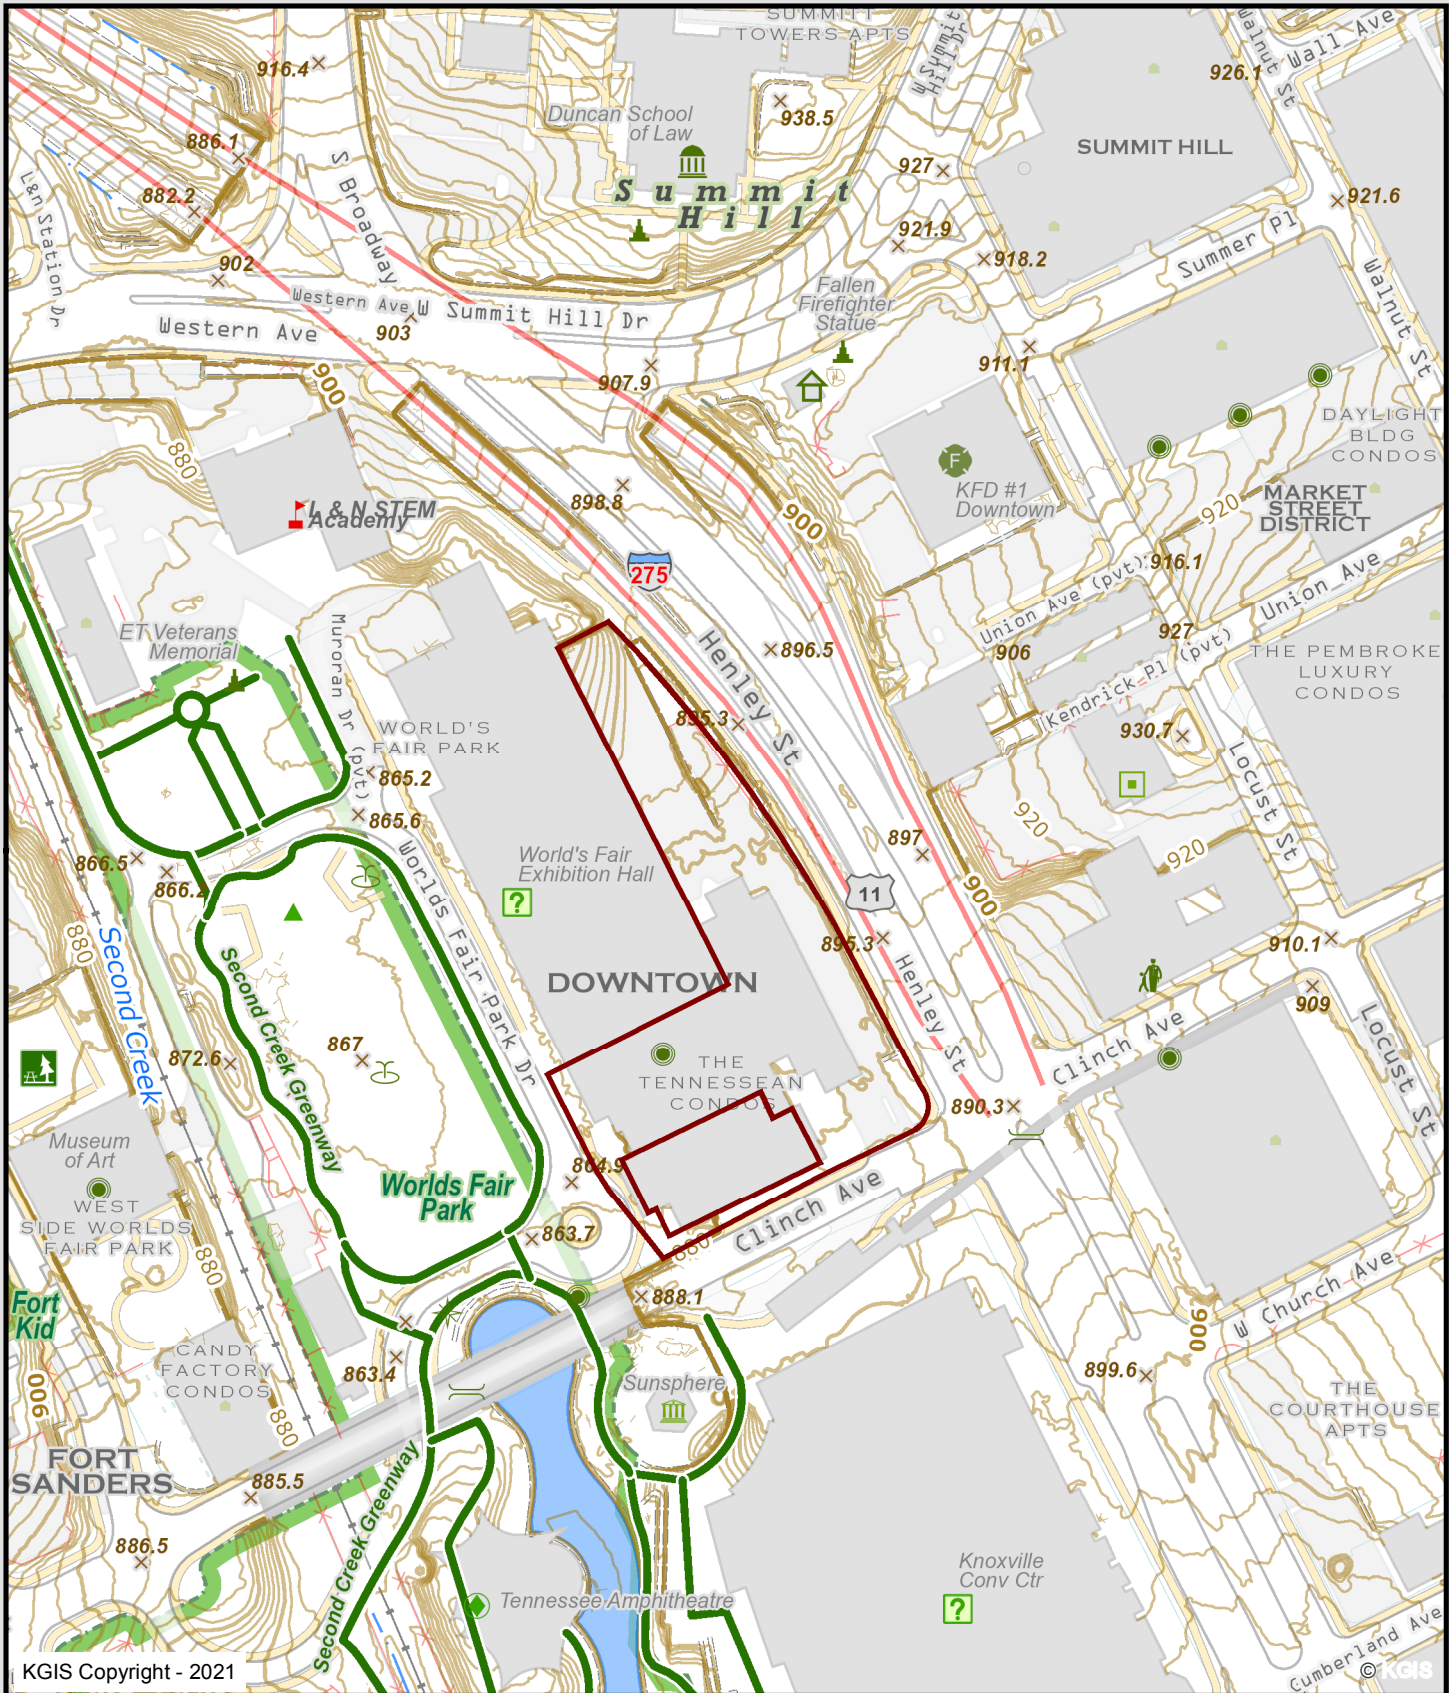 SUMMIT
TOWERS APTS
W Summit
Hill Dr
Walnut St
Wall Ave
916.4
926.1
938.5
Duncan School
of Law
886.1
SUMMIT HILL
927
L&n Station Dr
882.2
S Broadway
Summit
Hill
921.6
921.9
918.2
Summer Pl
902
Western Ave
W Summit Hill Dr
Western Ave
903
Fallen
Firefighter
Statue
Walnut St
911.1
907.9
900
880
DAYLIGHT
BLDG
CONDOS
F
KFD #1
Downtown
898.8
900
L & N STEM
Academy
920
MARKET
STREET
DISTRICT
275
916.1
Union Ave (pvt)
Union Ave
927
906
ET Veterans
Memorial
Murroran Dr (pvt)
Henley St
896.5
THE PEMBROKE
LUXURY
CONDOS
Kendrick Pl (pvt)
895.3
930.7
WORLD'S
FAIR PARK
865.2
865.6
Locust St
920
897
920
866.5
866.2
Worlds Fair Park Dr
World's Fair
Exhibition Hall
?
11
900
880
Second Creek
895.3
910.1
Second Creek Greenway
DOWNTOWN
Henley St
909
Locust St
867
872.6
THE
TENNESSEAN
CONDOS
Clinch Ave
890.3
Museum
of Art
864.9
WEST
SIDE WORLDS
FAIR PARK
Worlds Fair
Park
Clinch Ave
863.7
880
880
W Church Ave
Fort
Kid
888.1
900
CANDY
FACTORY
CONDOS
863.4
899.6
900
Sunsphere
THE
COURTHOUSE
APTS
880
FORT
SANDERS
885.5
Second Creek Greenway
886.5
Knoxville
Conv Ctr
?
Tennessee Amphitheatre
Cumberland Ave
KGIS Copyright - 2021
© KGIS